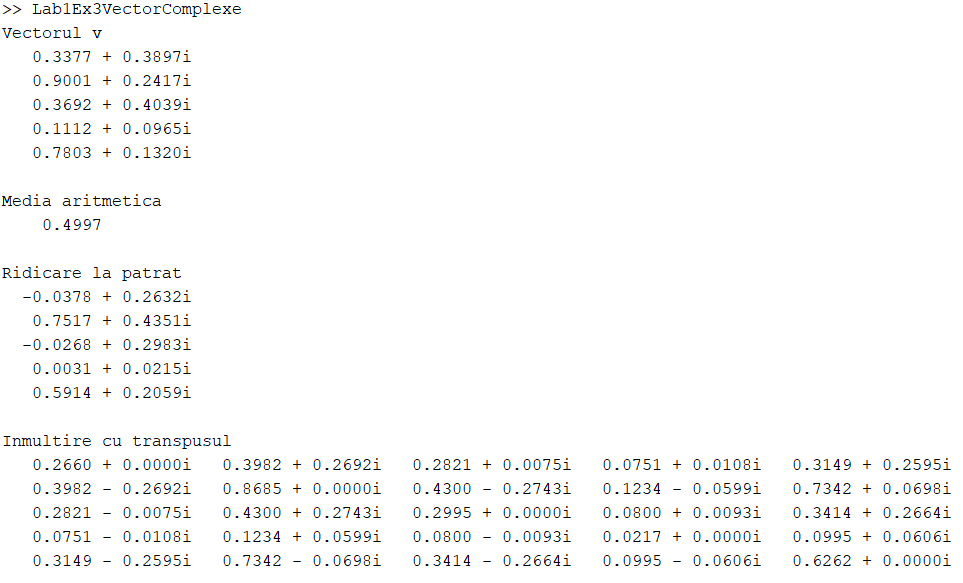 >> Lab1Ex3VectorComplexe
Vectorul v
0.3377 + 0.3897i
0.9001 + 0.2417i
0.3692 + 0.4039i
0.1112 + 0.0965i
0.7803 + 0.1320i
Media aritmetica
0.4997
Ridicare la patrat
-0.0378 + 0.2632i
0.7517 + 0.4351i
-0.0268 + 0.2983i
0.0031 + 0.0215i
0.5914 + 0.2059i
Inmultire cu transpusul
0.2660 + 0.0000i 0.3982 + 0.2692i 0.2821 + 0.0075i 0.0751 + 0.0108i 0.3149 + 0.2595i
0.3982 - 0.2692i 0.8685 + 0.0000i 0.4300 - 0.2743i 0.1234 - 0.0599i 0.7342 + 0.0698i
0.2821 - 0.0075i 0.4300 + 0.2743i 0.2995 + 0.0000i 0.0800 + 0.0093i 0.3414 + 0.2664i
0.0751 - 0.0108i 0.1234 + 0.0599i 0.0800 - 0.0093i 0.0217 + 0.0000i 0.0995 + 0.0606i
0.3149 - 0.2595i 0.7342 - 0.0698i 0.3414 - 0.2664i 0.0995 - 0.0606i 0.6262 + 0.0000i